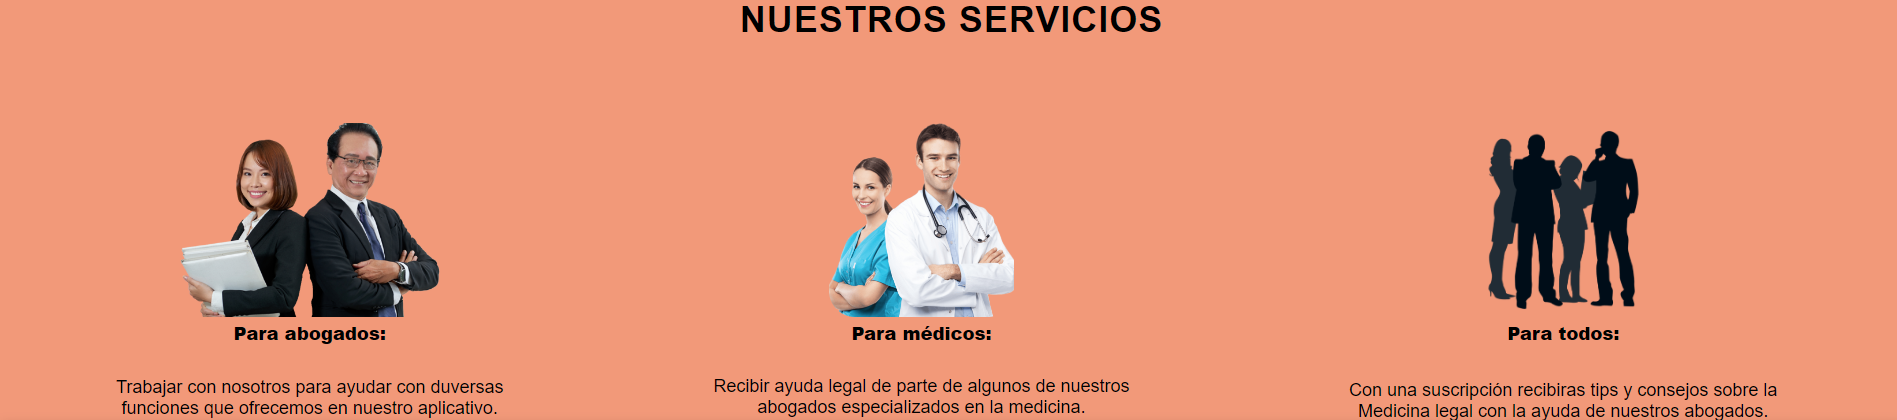 NUESTROS SERVICIOS
Para abogados:
Trabajar con nosotros para ayudar con duversas
funciones que ofrecemos en nuestro aplicativo.
Para médicos:
Recibir ayuda legal de parte de algunos de nuestros
abogados especializados en la medicina.
Para todos:
Con una suscripción recibiras tips y consejos sobre la
Medicina legal con la ayuda de nuestros abogados.